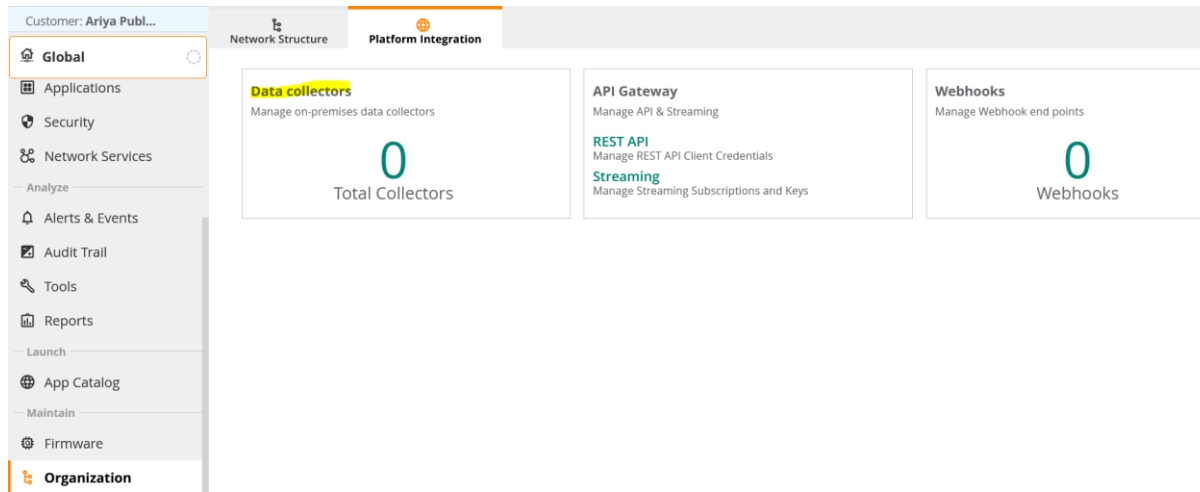 Customer: Ariya Publ...
Global
Applications
Security
Network Services
Analyze
Alerts & Events
Audit Trail
Tools
Reports
Launch
App Catalog
Maintain
Firmware
Organization
Network Structure
Platform Integration
Data collectors
Manage on-premises data collectors
0
Total Collectors
API Gateway
Manage API & Streaming
REST API
Manage REST API Client Credentials
Streaming
Manage Streaming Subscriptions and Keys
Webhooks
Manage Webhook end points
0
Webhooks